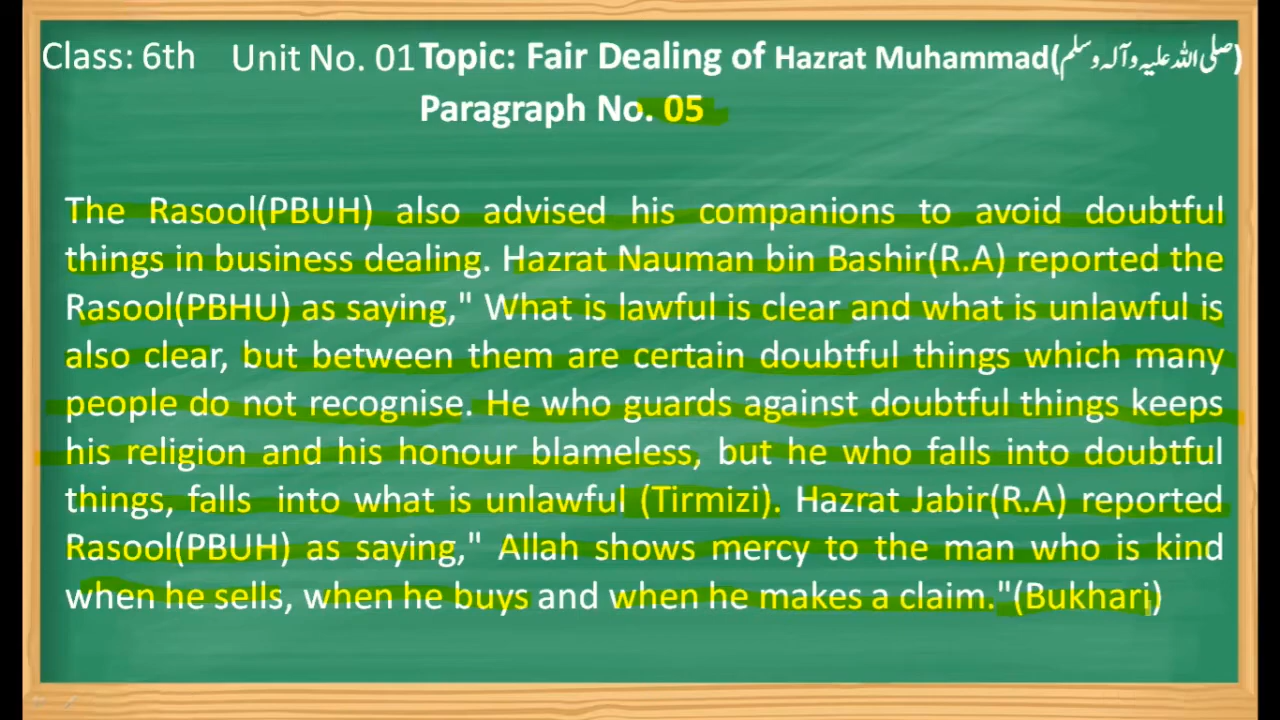 Class: 6th Unit No. 01 Topic: Fair Dealing of Hazrat Muhammad(صلی اللہ علیہ وآلہ وسلم)
Paragraph No. 05
The Rasool(PBUH) also advised his companions to avoid doubtful
things in business dealing. Hazrat Nauman bin Bashir(R.A) reported the
Rasool(PBHU) as saying," What is lawful is clear and what is unlawful is
also clear, but between them are certain doubtful things which many
people do not recognise. He who guards against doubtful things keeps
his religion and his honour blameless, but he who falls into doubtful
things, falls into what is unlawful (Tirmizi). Hazrat Jabir(R.A) reported
Rasool(PBUH) as saying," Allah shows mercy to the man who is kind
when he sells, when he buys and when he makes a claim."(Bukhari)